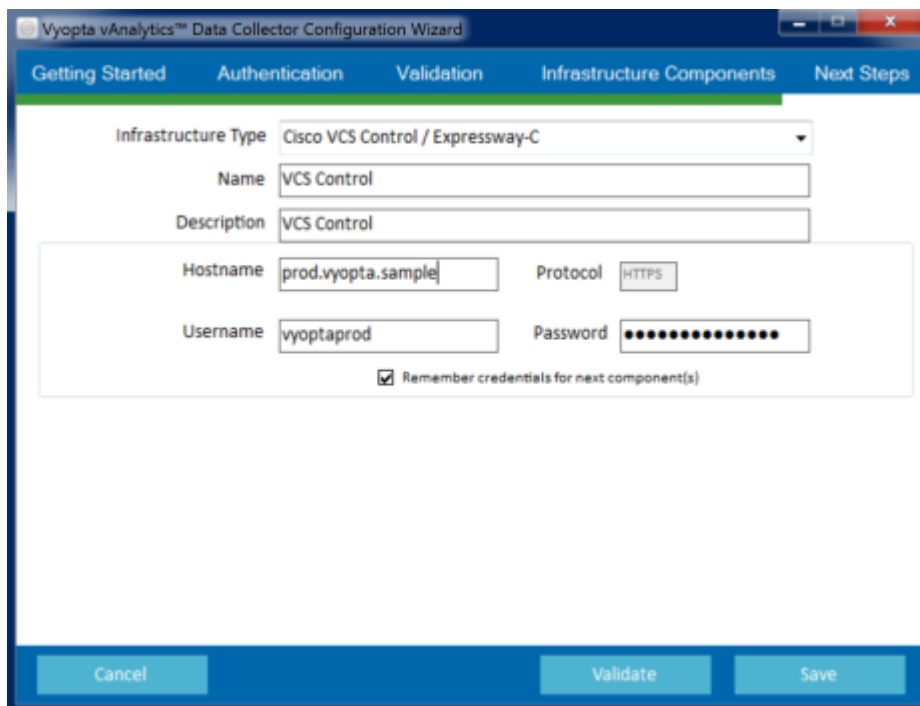 Vyopta vAnalytics™ Data Collector Configuration Wizard
Getting Started Authentication Validation Infrastructure Components Next Steps
Infrastructure Type Cisco VCS Control / Expressway-C
Name VCS Control
Description VCS Control
Hostname prod.vyopta.sample Protocol HTTPS
Username vyoptaprod Password ●●●●●●●●●●●●●●
Remember credentials for next component(s)
Cancel Validate Save